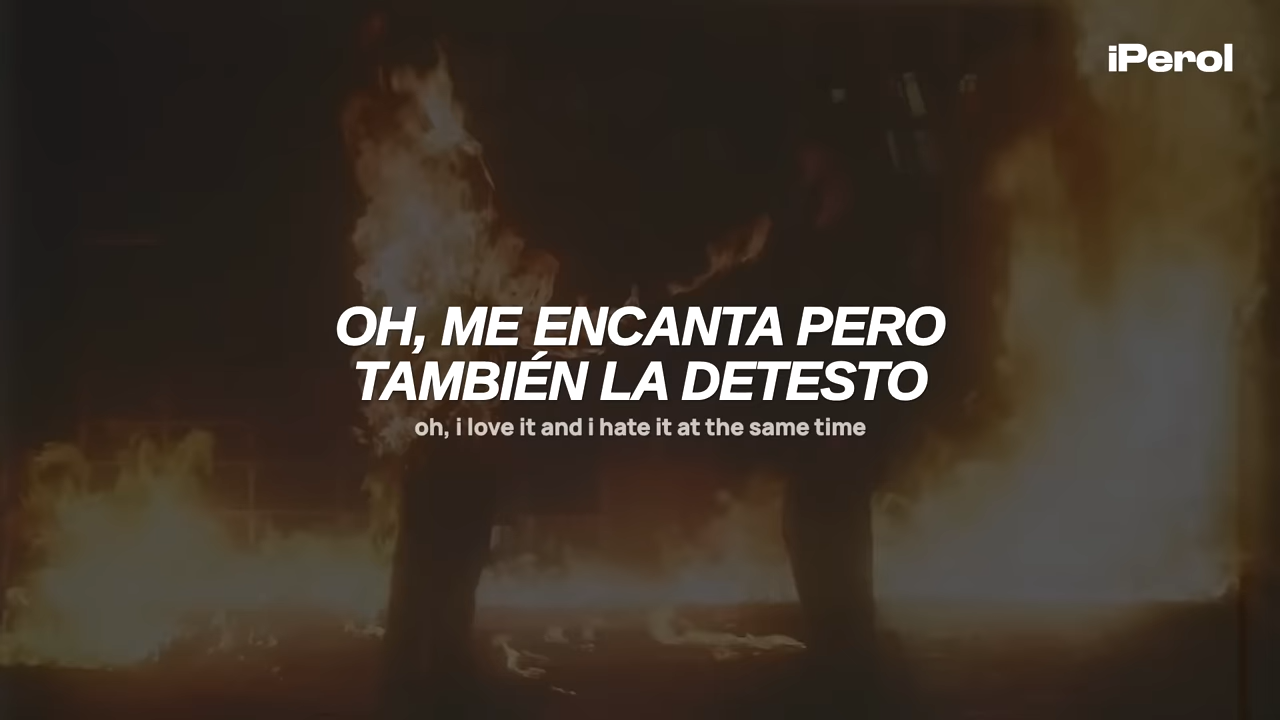 iPerol
OH, ME ENCANTA PERO
TAMBIÉN LA DETESTO
oh, i love it and i hate it at the same time